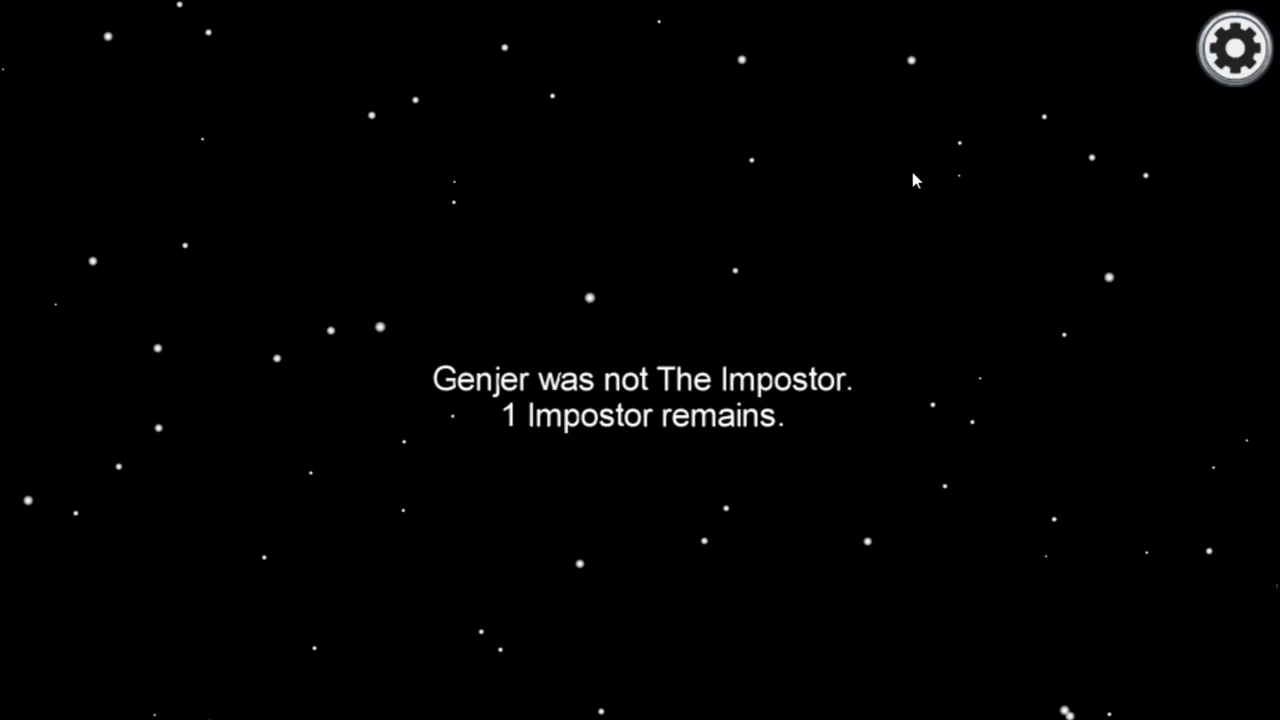 Genjer was not The Impostor.
1 Impostor remains.